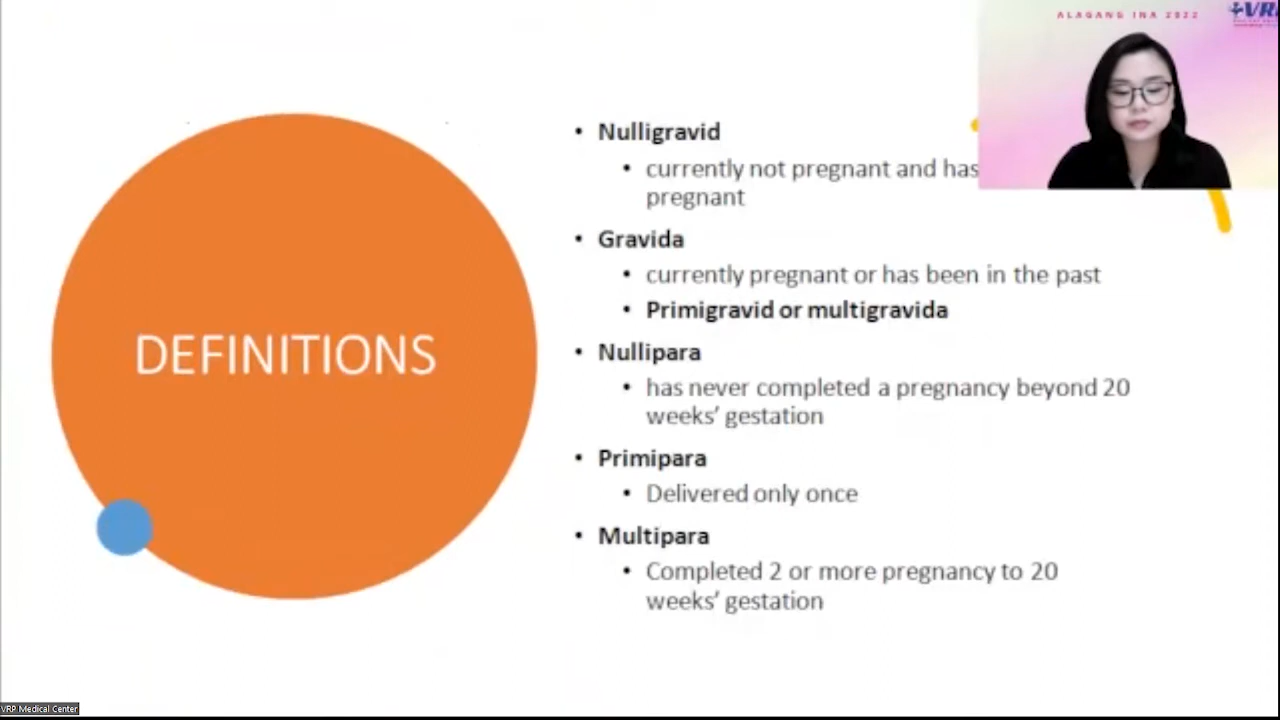 ALAGANG INA 2022
VR
DEFINITIONS
• Nulligravid
• currently not pregnant and has
pregnant
• Gravida
• currently pregnant or has been in the past
• Primigravid or multigravida
• Nullipara
• has never completed a pregnancy beyond 20
weeks’ gestation
• Primipara
• Delivered only once
• Multipara
• Completed 2 or more pregnancy to 20
weeks’ gestation
VRP Medical Center